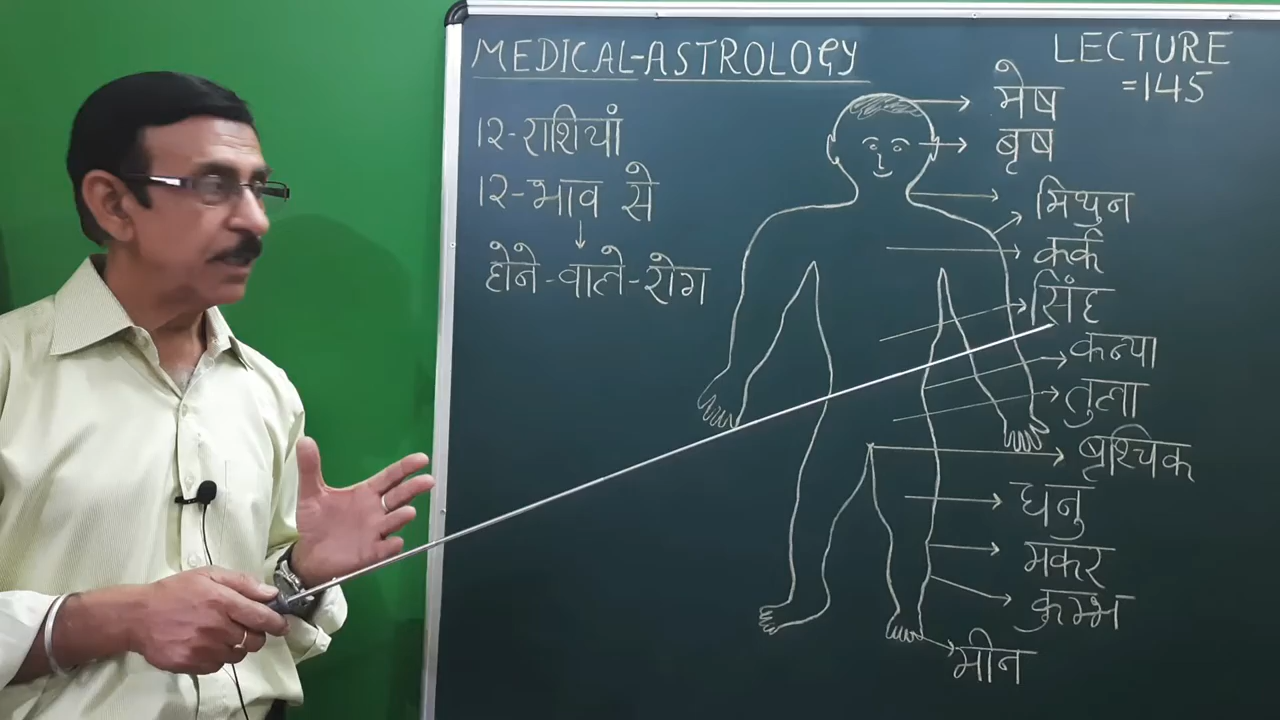 MEDICAL-ASTROLOGY
LECTURE
=145
१२-राशियां
१२-भाव से
होने-वाले-रोग
मेष
बृष
मिथुन
कर्क
सिंह
कन्या
तुला
बृश्चिक
धनु
मकर
कुम्भ
मीन